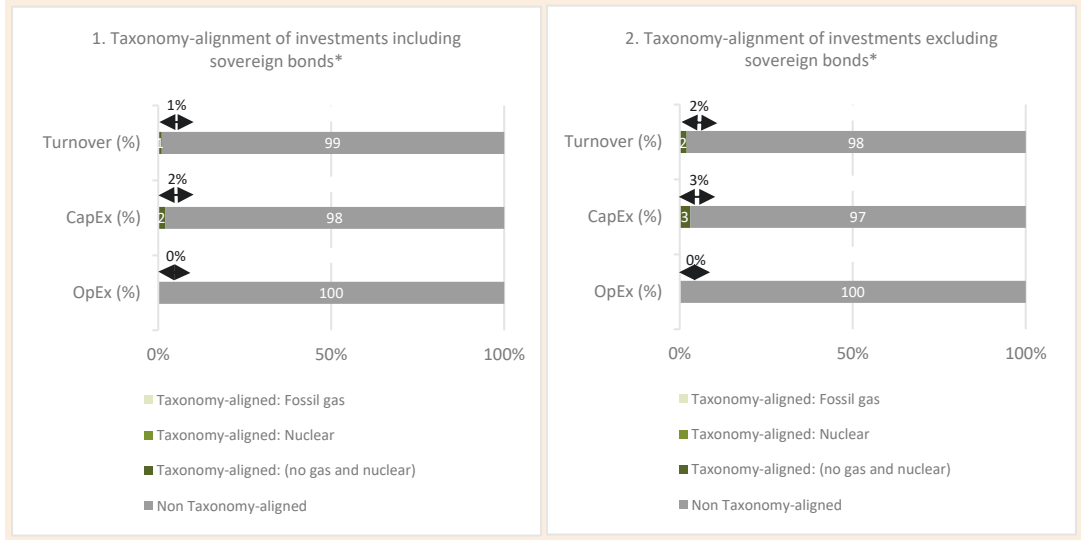 1. Taxonomy-alignment of investments including
sovereign bonds*
1%
Turnover (%)
1
99
2%
CapEx (%)
2
98
0%
OpEx (%)
100
0%
50%
100%
Taxonomy-aligned: Fossil gas
Taxonomy-aligned: Nuclear
Taxonomy-aligned: (no gas and nuclear)
Non Taxonomy-aligned
2. Taxonomy-alignment of investments excluding
sovereign bonds*
2%
Turnover (%)
2
98
3%
CapEx (%)
3
97
0%
OpEx (%)
100
0%
50%
100%
Taxonomy-aligned: Fossil gas
Taxonomy-aligned: Nuclear
Taxonomy-aligned: (no gas and nuclear)
Non Taxonomy-aligned